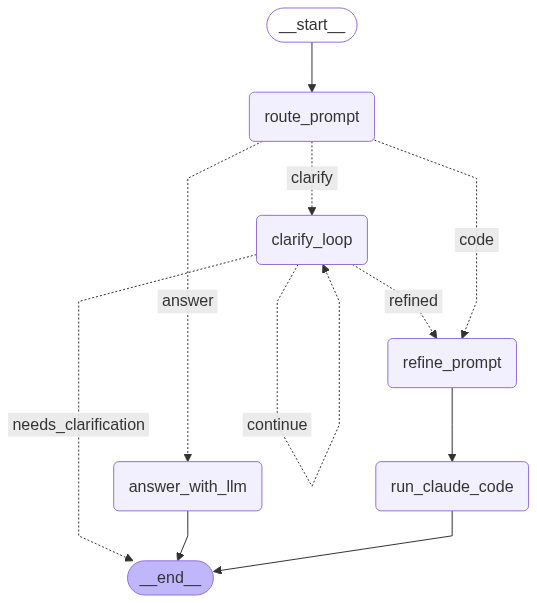 __start__
route_prompt
clarify
clarify_loop
code
answer
refined
refine_prompt
needs_clarification
continue
answer_with_llm
run_claude_code
__end__